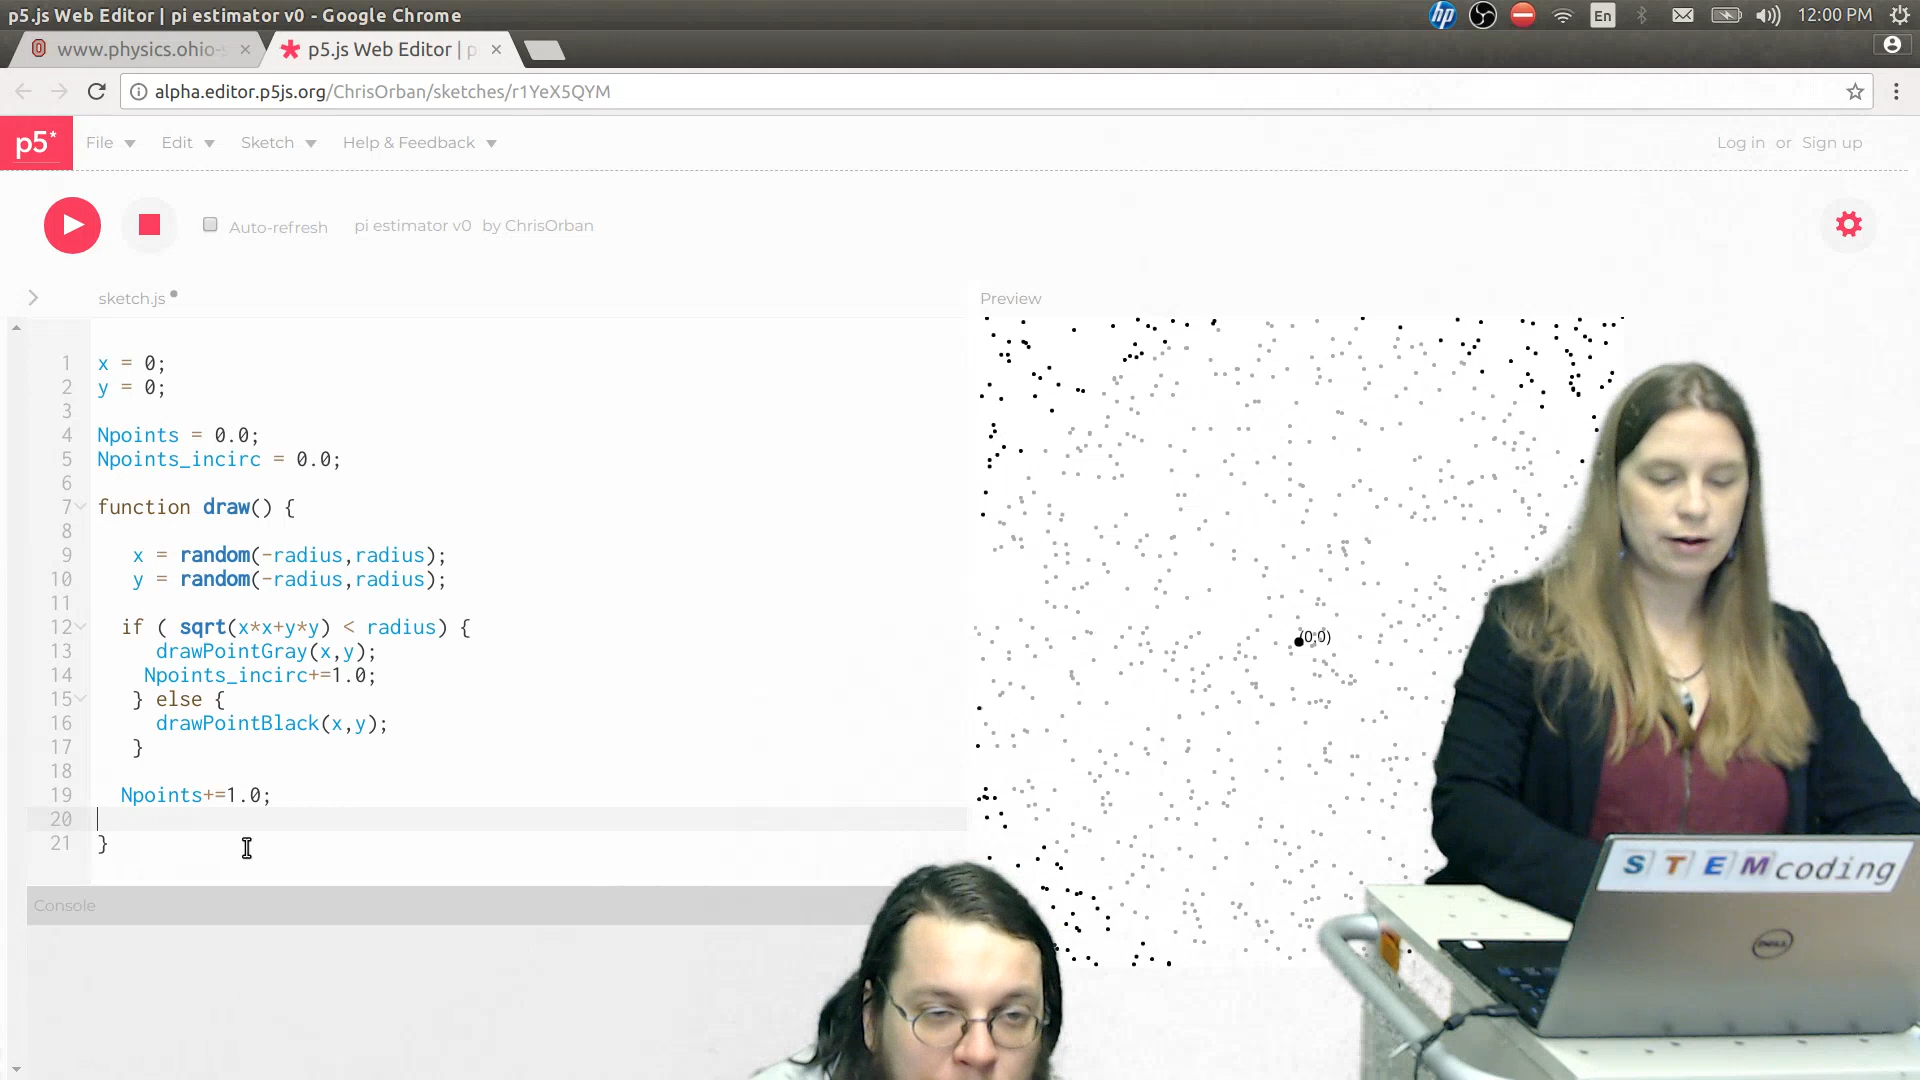 p5.js Web Editor | pi estimator v0 - Google Chrome
hp
En
12:00 PM
www.physics.ohio-s
p5.js Web Editor | p
alpha.editor.p5js.org/ChrisOrban/sketches/r1YeX5QYM
p5*
File
Edit
Sketch
Help & Feedback
Log in or Sign up
Auto-refresh
pi estimator v0 by ChrisOrban
sketch.js
Preview
1 x = 0;
2 y = 0;
3
4 Npoints = 0.0;
5 Npoints_incirc = 0.0;
6
7 function draw() {
8
9 x = random(-radius,radius);
10 y = random(-radius,radius);
11
12 if ( sqrt(x*x+y*y) < radius) {
13 drawPointGray(x,y);
14 Npoints_incirc+=1.0;
15 } else {
16 drawPointBlack(x,y);
17 }
18
19 Npoints+=1.0;
20
21 }
(0,0)
Console
STEMcoding
DELL